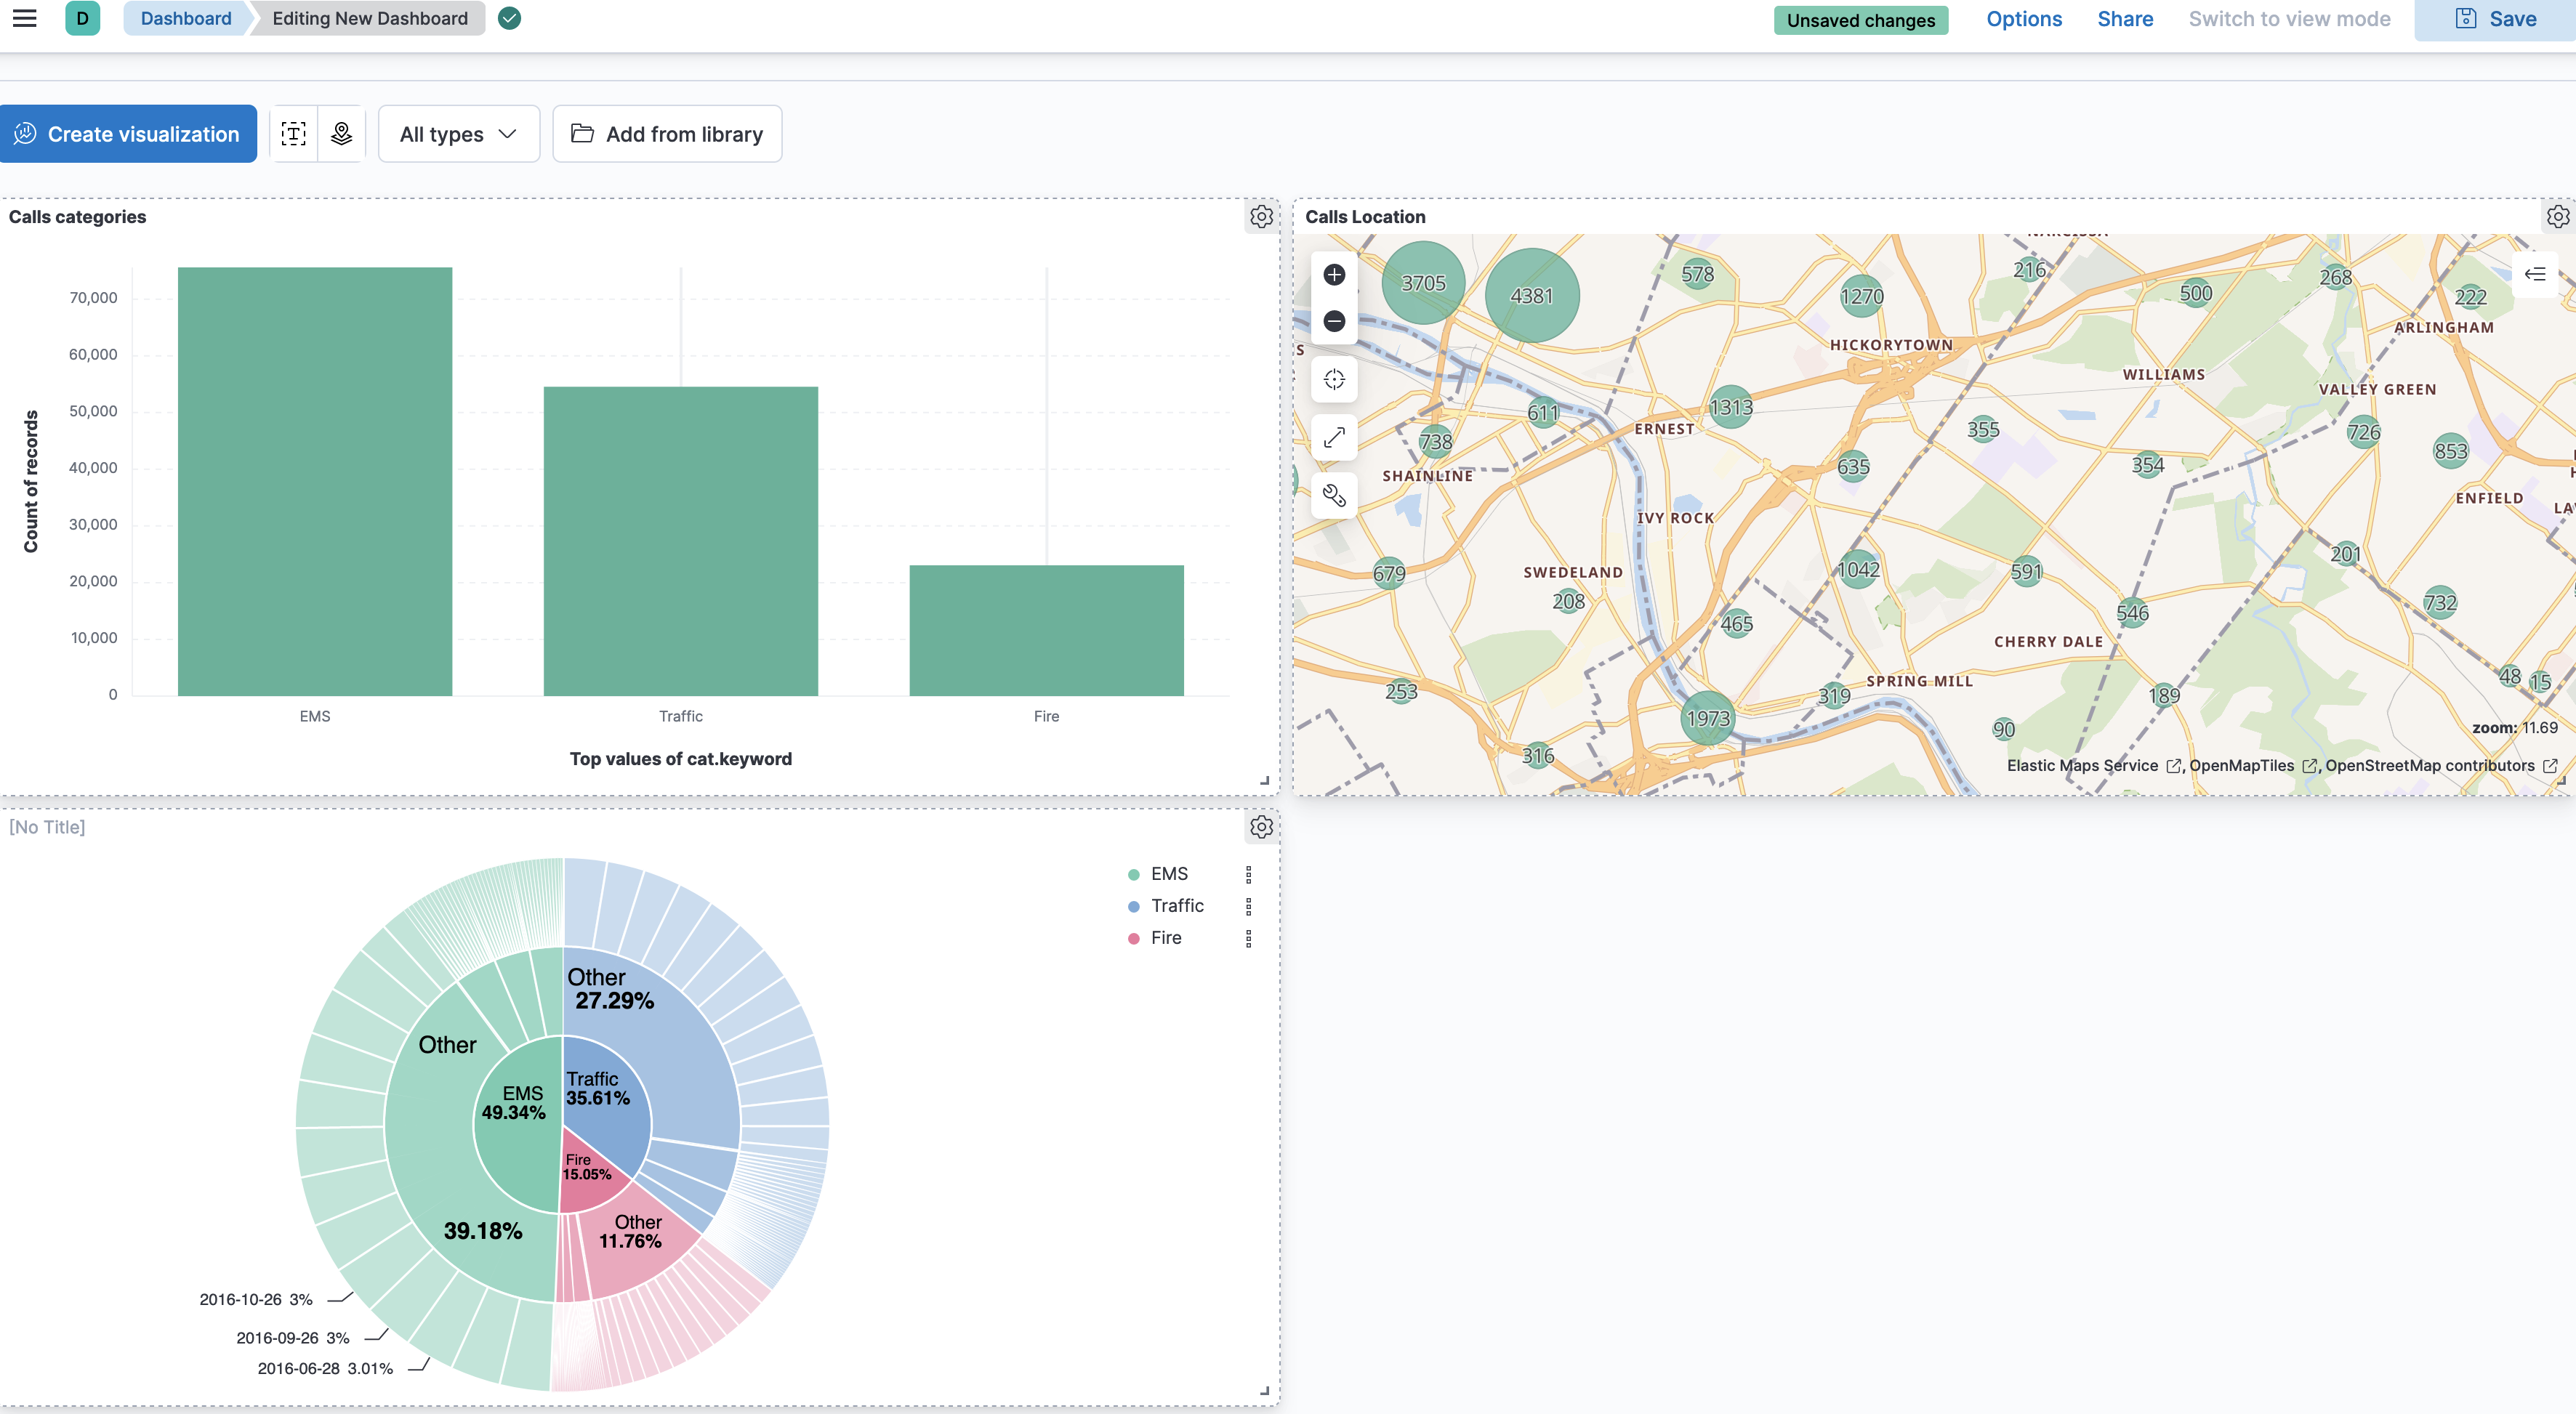 D Dashboard Editing New Dashboard Unsaved changes Options Share Switch to view mode Save
Create visualization All types Add from library
Calls categories
70,000
60,000
50,000
40,000
30,000
20,000
10,000
0
Count of records
EMS Traffic Fire
Top values of cat.keyword
Calls Location
NARCISSA
3705 4381 578 1270 216 500 268 222
ARLINGHAM
HICKORYTOWN
S
WILLIAMS
VALLEY GREEN
611 1313
ERNEST
738 355 726
635 354 853
SHAINLINE
ENFIELD
LA
IVY ROCK
679 SWEDELAND 1042 591 201
208 465 546 732
CHERRY DALE
253 319 SPRING MILL 189 48 15
1973 90
316
zoom: 11.69
Elastic Maps Service , OpenMapTiles , OpenStreetMap contributors
[No Title]
EMS
Traffic
Fire
Other
27.29%
Other
Traffic
35.61%
EMS
49.34%
Fire
15.05%
Other
11.76%
39.18%
2016-10-26 3%
2016-09-26 3%
2016-06-28 3.01%